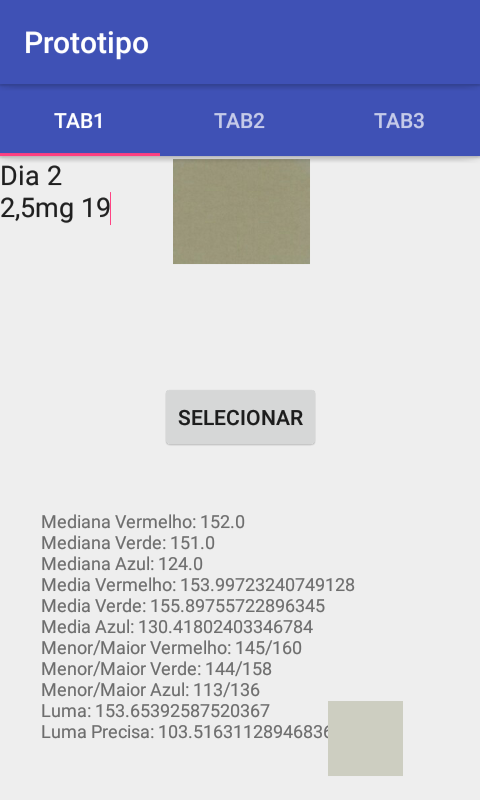 Prototipo
TAB1 TAB2 TAB3
Dia 2
2,5mg 19
SELECIONAR
Mediana Vermelho: 152.0
Mediana Verde: 151.0
Mediana Azul: 124.0
Media Vermelho: 153.99723240749128
Media Verde: 155.89755722896345
Media Azul: 130.41802403346784
Menor/Maior Vermelho: 145/160
Menor/Maior Verde: 144/158
Menor/Maior Azul: 113/136
Luma: 153.65392587520367
Luma Precisa: 103.51631128946836